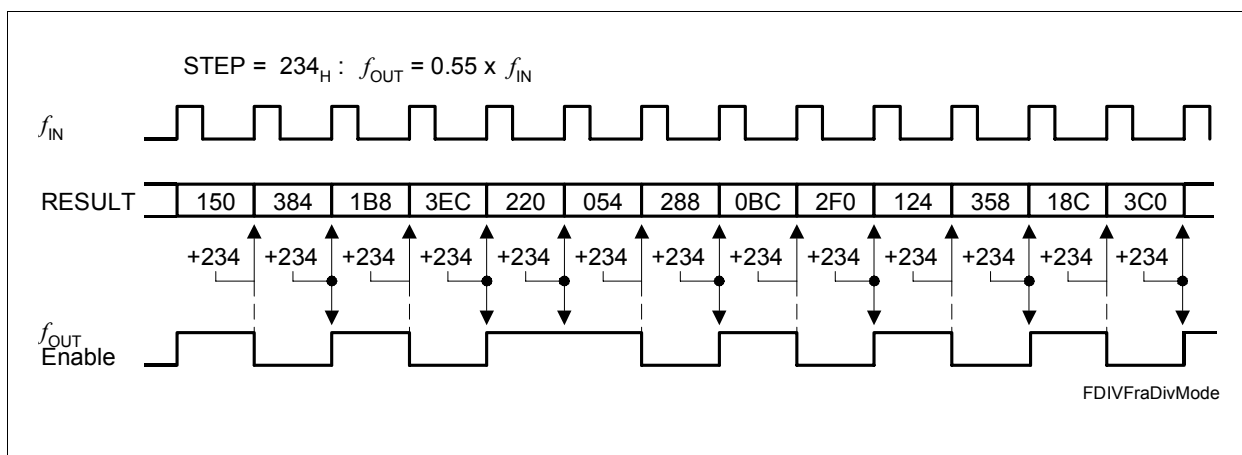 STEP = 234H : fOUT = 0.55 x fIN
fIN
RESULT 150 384 1B8 3EC 220 054 288 0BC 2F0 124 358 18C 3C0
+234 +234 +234 +234 +234 +234 +234 +234 +234 +234 +234 +234 +234
fOUT
Enable
FDIVFraDivMode